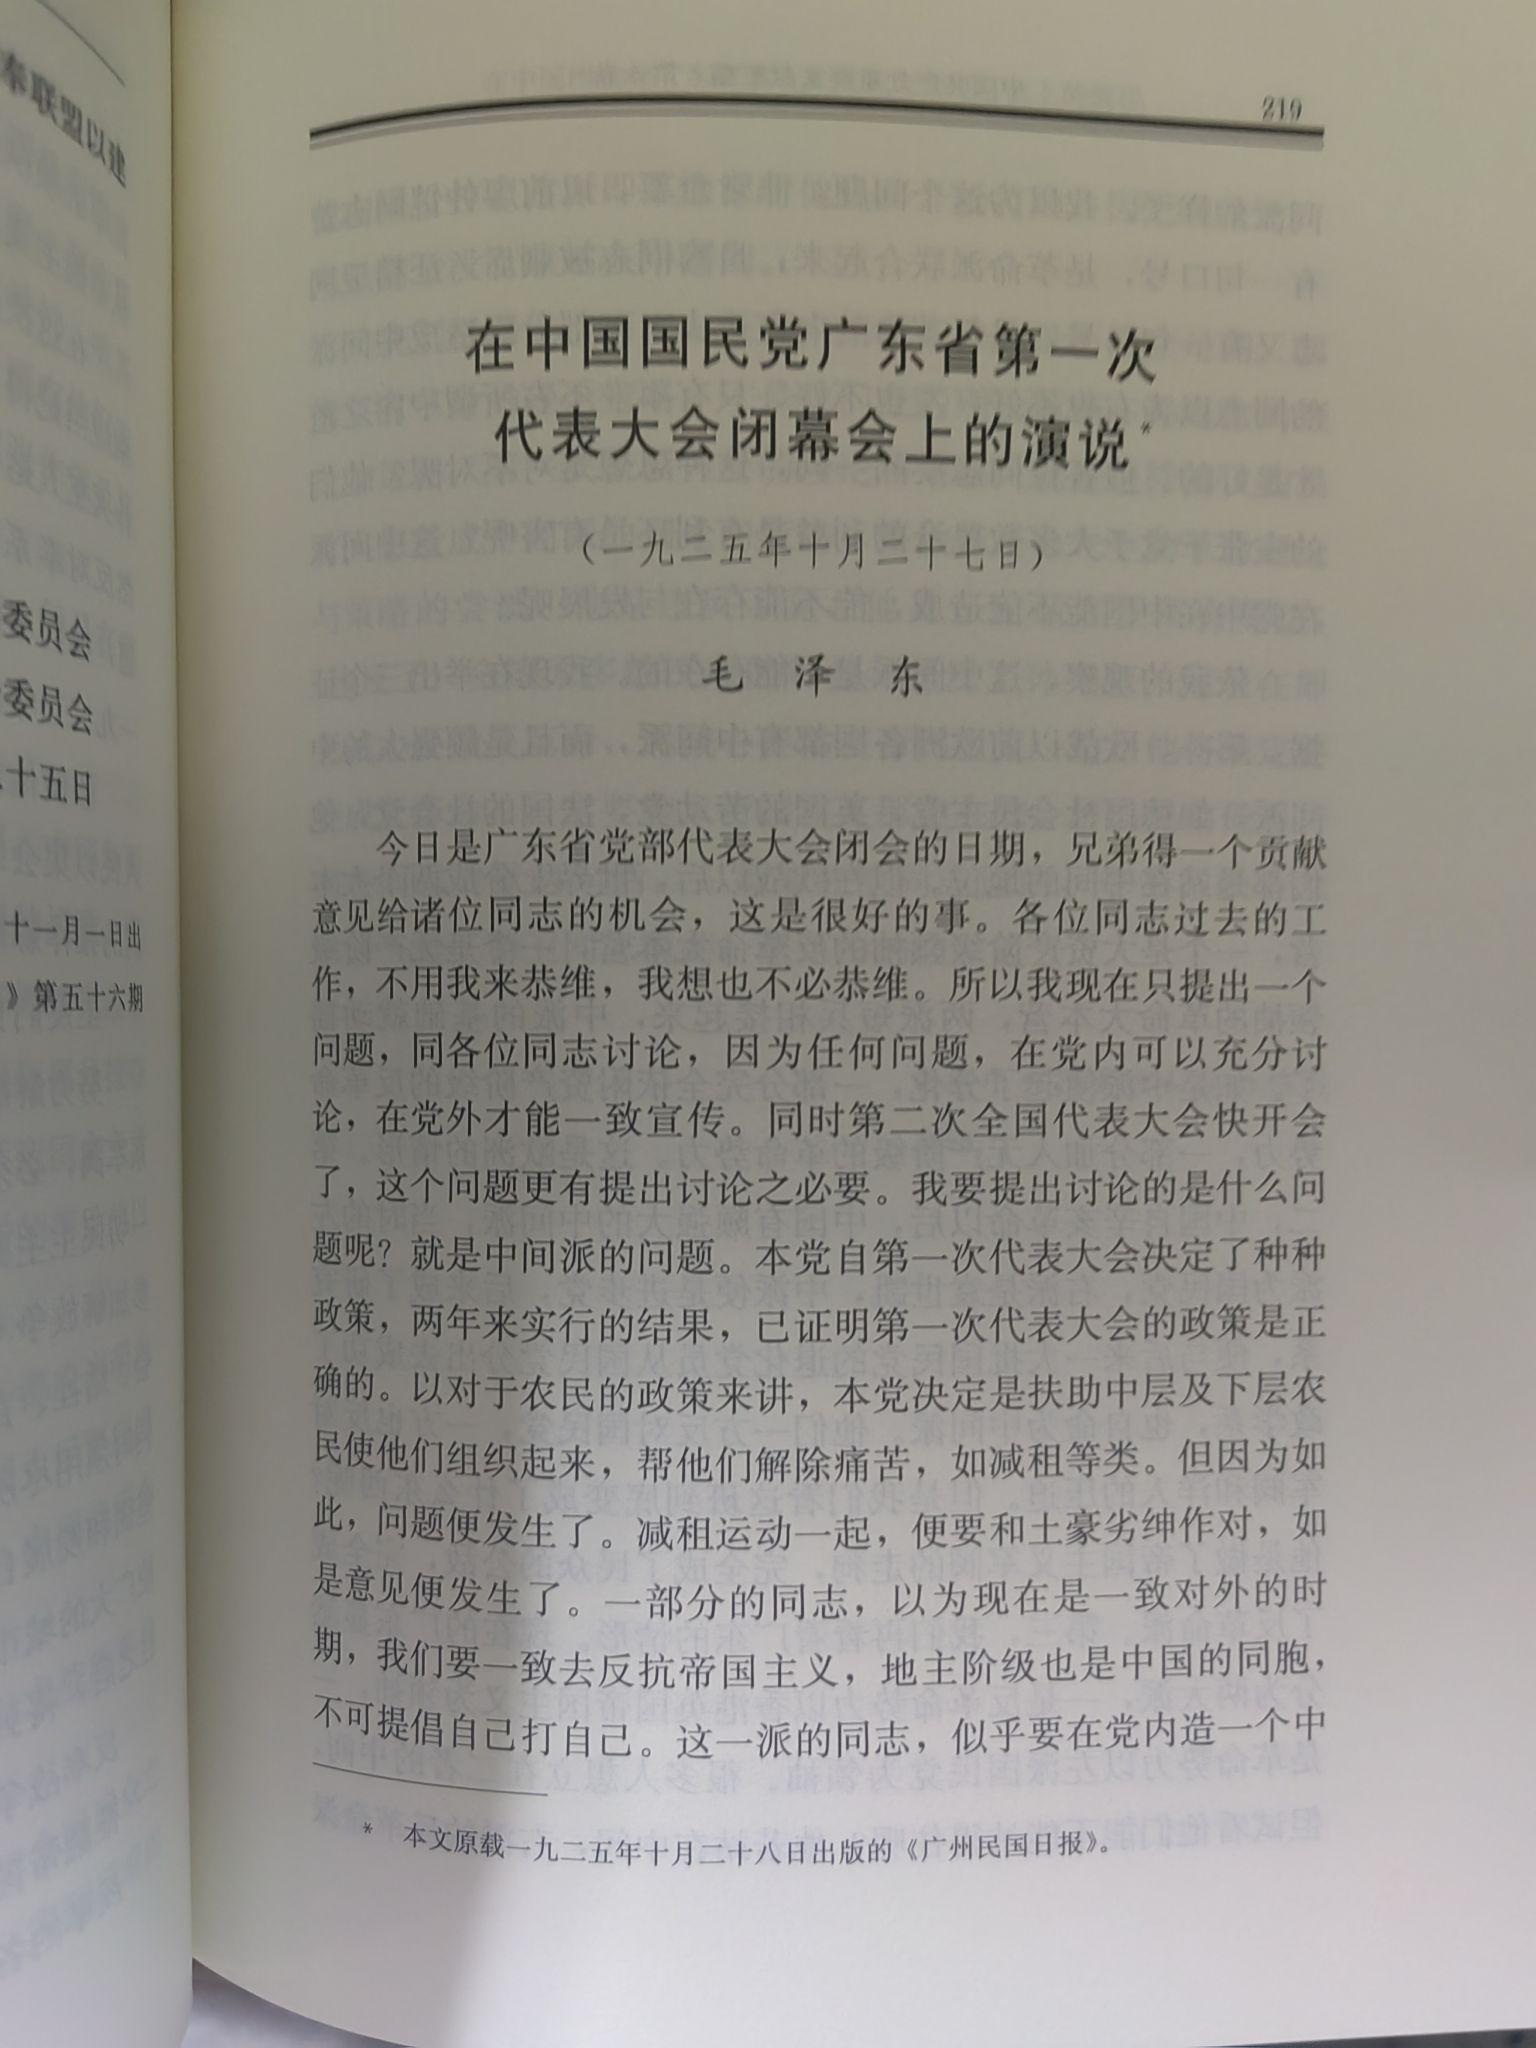 奉联盟以建
委员会
委员会
十五日
十一月一日出
》第五十六期
219
在中国国民党广东省第一次
代表大会闭幕会上的演说*
（一九二五年十月二十七日）
毛 泽 东
今日是广东省党部代表大会闭会的日期，兄弟得一个贡献
意见给诸位同志的机会，这是很好的事。各位同志过去的工
作，不用我来恭维，我想也不必恭维。所以我现在只提出一个
问题，同各位同志讨论，因为任何问题，在党内可以充分讨
论，在党外才能一致宣传。同时第二次全国代表大会快开会
了，这个问题更有提出讨论之必要。我要提出讨论的是什么问
题呢？就是中间派的问题。本党自第一次代表大会决定了种种
政策，两年来实行的结果，已证明第一次代表大会的政策是正
确的。以对于农民的政策来讲，本党决定是扶助中层及下层农
民使他们组织起来，帮他们解除痛苦，如减租等类。但因为如
此，问题便发生了。减租运动一起，便要和土豪劣绅作对，如
是意见便发生了。一部分的同志，以为现在是一致对外的时
期，我们要一致去反抗帝国主义，地主阶级也是中国的同胞，
不可提倡自己打自己。这一派的同志，似乎要在党内造一个中
* 本文原载一九二五年十月二十八日出版的《广州民国日报》。